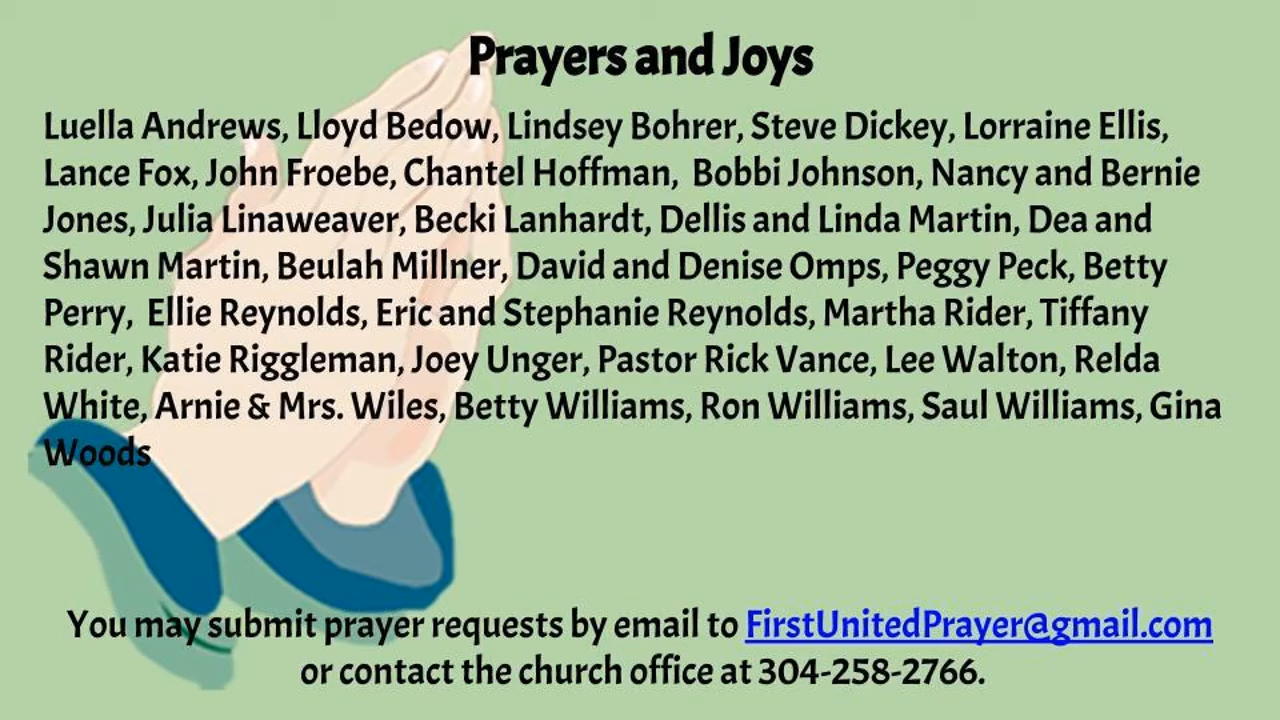 Prayers and Joys
Luella Andrews, Lloyd Bedow, Lindsey Bohrer, Steve Dickey, Lorraine Ellis,
Lance Fox, John Froebe, Chantel Hoffman, Bobbi Johnson, Nancy and Bernie
Jones, Julia Linaweaver, Becki Lanhardt, Dellis and Linda Martin, Dea and
Shawn Martin, Beulah Millner, David and Denise Omps, Peggy Peck, Betty
Perry, Ellie Reynolds, Eric and Stephanie Reynolds, Martha Rider, Tiffany
Rider, Katie Riggleman, Joey Unger, Pastor Rick Vance, Lee Walton, Relda
White, Arnie & Mrs. Wiles, Betty Williams, Ron Williams, Saul Williams, Gina
Woods
You may submit prayer requests by email to FirstUnitedPrayer@gmail.com
or contact the church office at 304-258-2766.